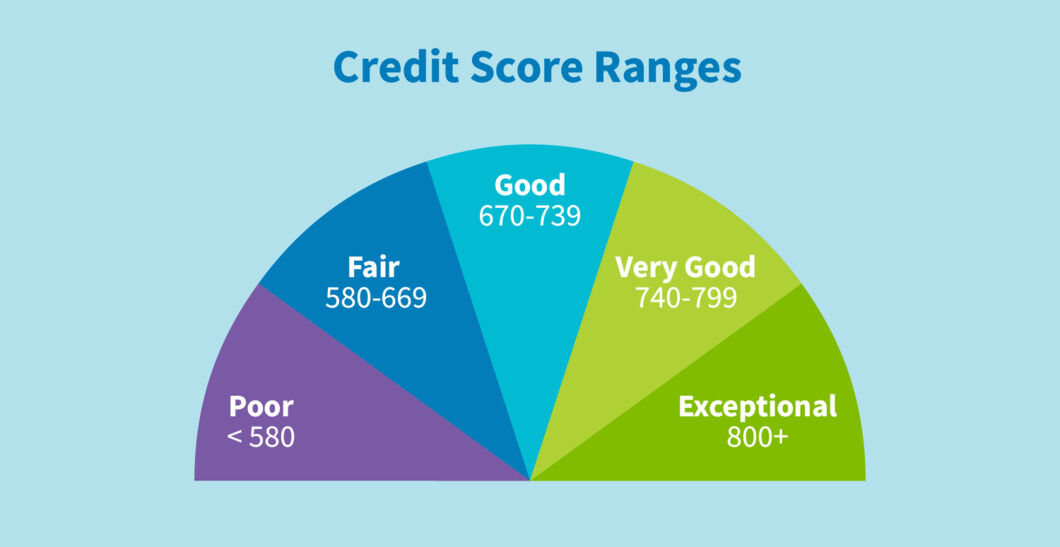 Credit Score Ranges
Good
670-739
Fair
580-669
Very Good
740-799
Poor
< 580
Exceptional
800+